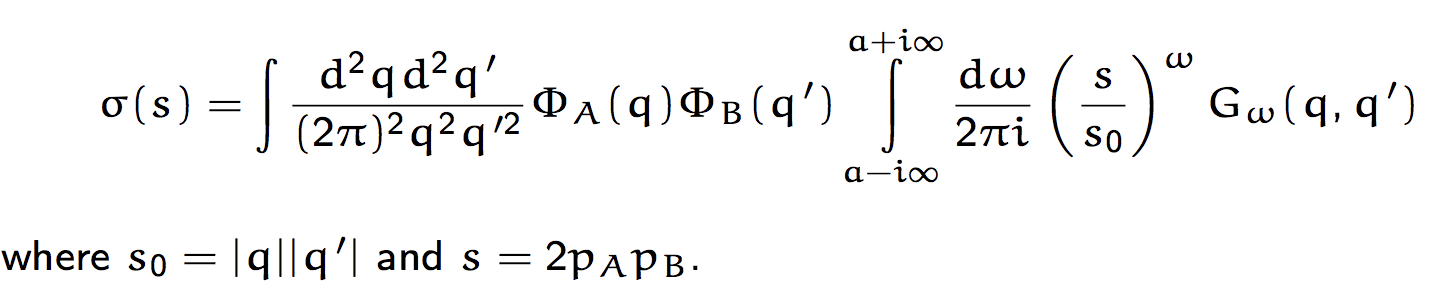 σ(s) = ∫ d²q d²q′ / (2π)² q² q′² Φ_A(q) Φ_B(q′) ∫_{a−i∞}^{a+i∞} dω / 2πi (s / s₀)^ω G_ω(q, q′)
where s₀ = |q||q′| and s = 2p_A p_B.